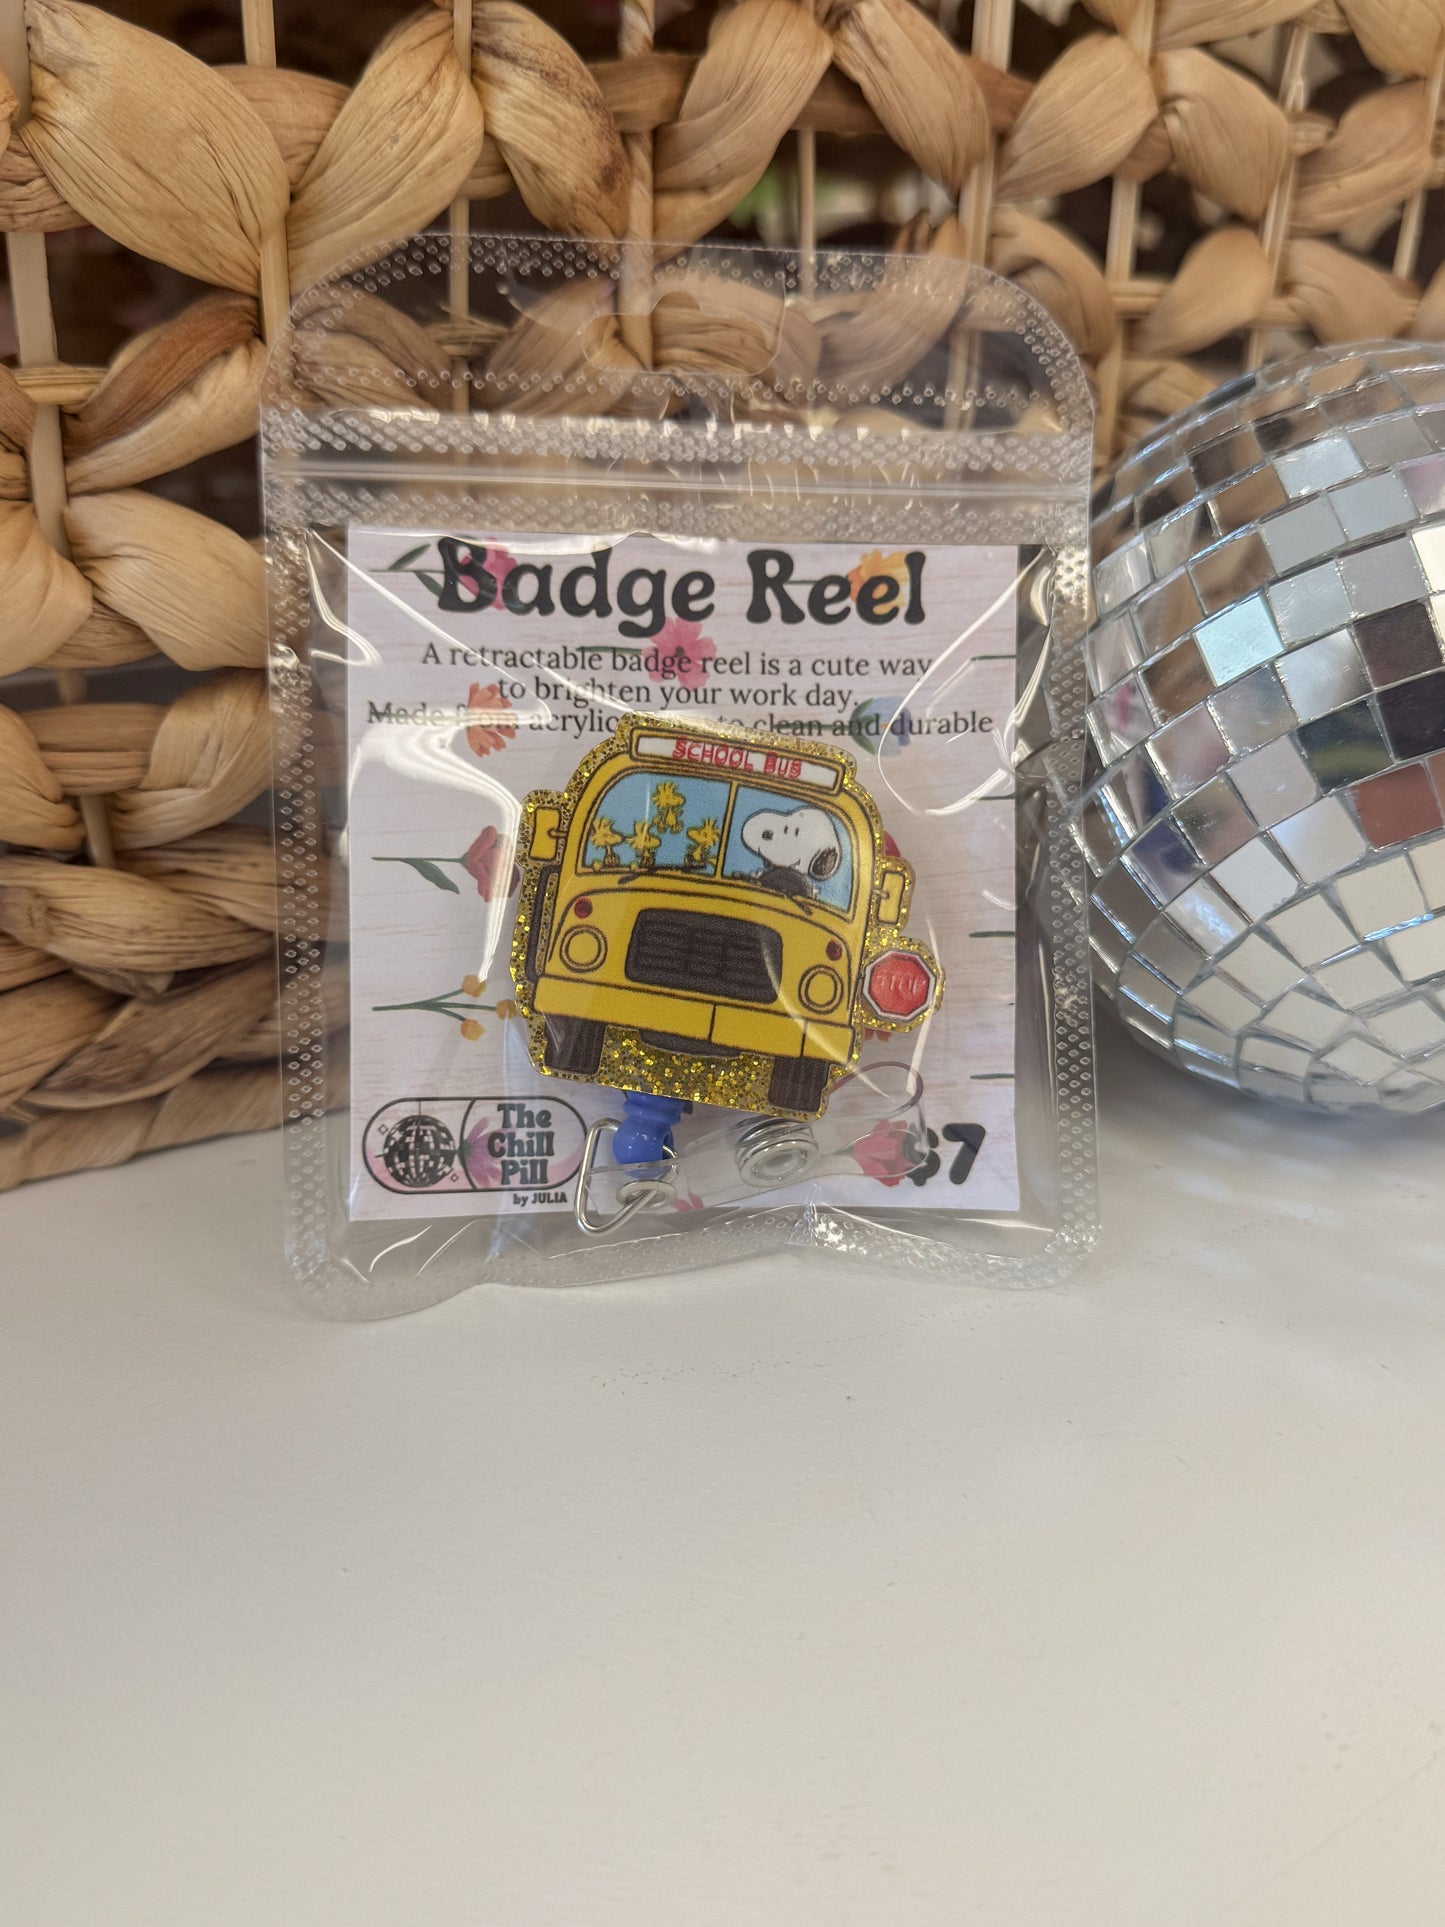 Badge Reel
A retractable badge reel is a cute way
to brighten your work day.
Made from acrylic to clean and durable
SCHOOL BUS
STOP
The
Chill
Pill
by JULIA
$7